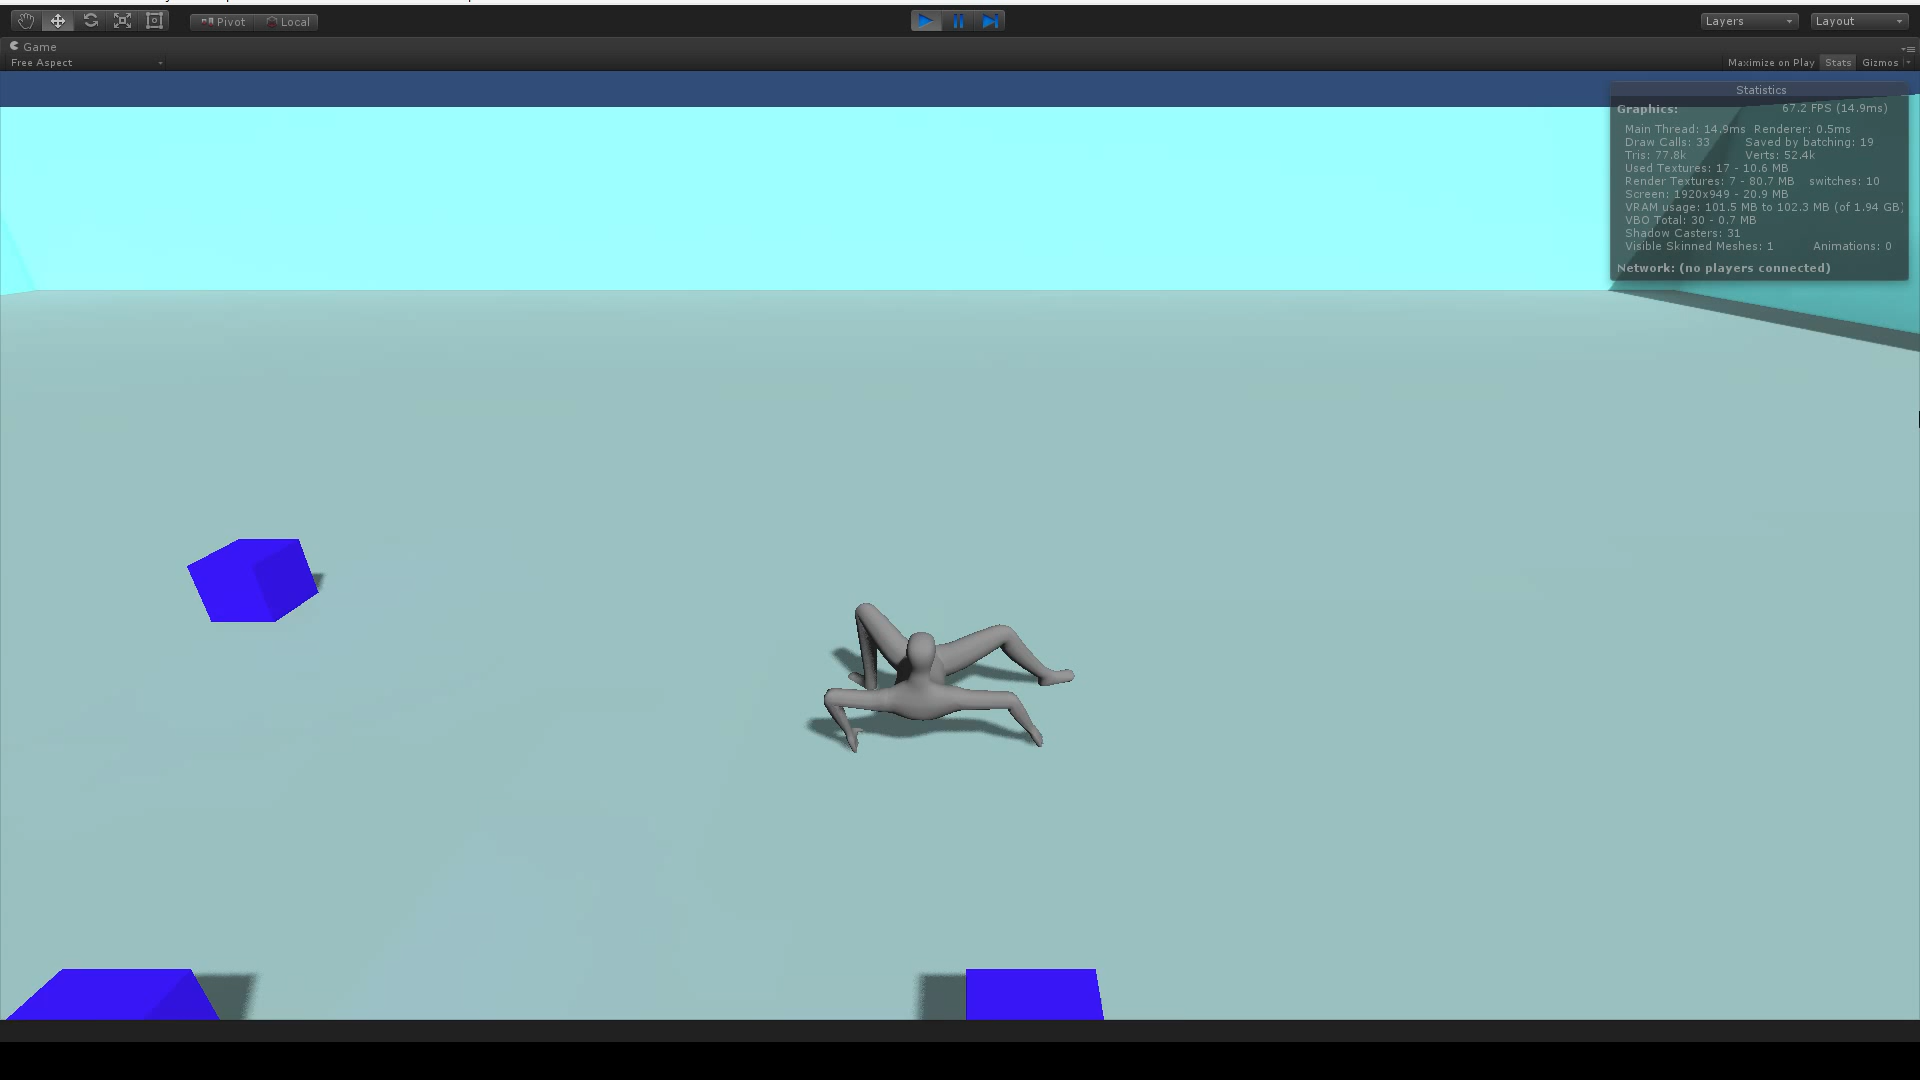 Pivot Local Layers Layout
Game
Free Aspect Maximize on Play Stats Gizmos
Statistics
Graphics: 67.2 FPS (14.9ms)
Main Thread: 14.9ms Renderer: 0.5ms
Draw Calls: 33 Saved by batching: 19
Tris: 77.8k Verts: 52.4k
Used Textures: 17 - 10.6 MB
Render Textures: 7 - 80.7 MB switches: 10
Screen: 1920x949 - 20.9 MB
VRAM usage: 101.5 MB to 102.3 MB (of 1.94 GB)
VBO Total: 30 - 0.7 MB
Shadow Casters: 31
Visible Skinned Meshes: 1 Animations: 0
Network: (no players connected)